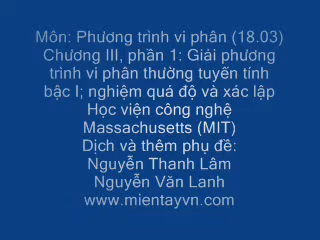 Môn: Phương trình vi phân (18.03)
Chương III, phần 1: Giải phương
trình vi phân thường tuyến tính
bậc I; nghiệm quá độ và xác lập
Học viện công nghệ
Massachusetts (MIT)
Dịch và thêm phụ đề:
Nguyễn Thanh Lâm
Nguyễn Văn Lanh
www.mientayvn.com